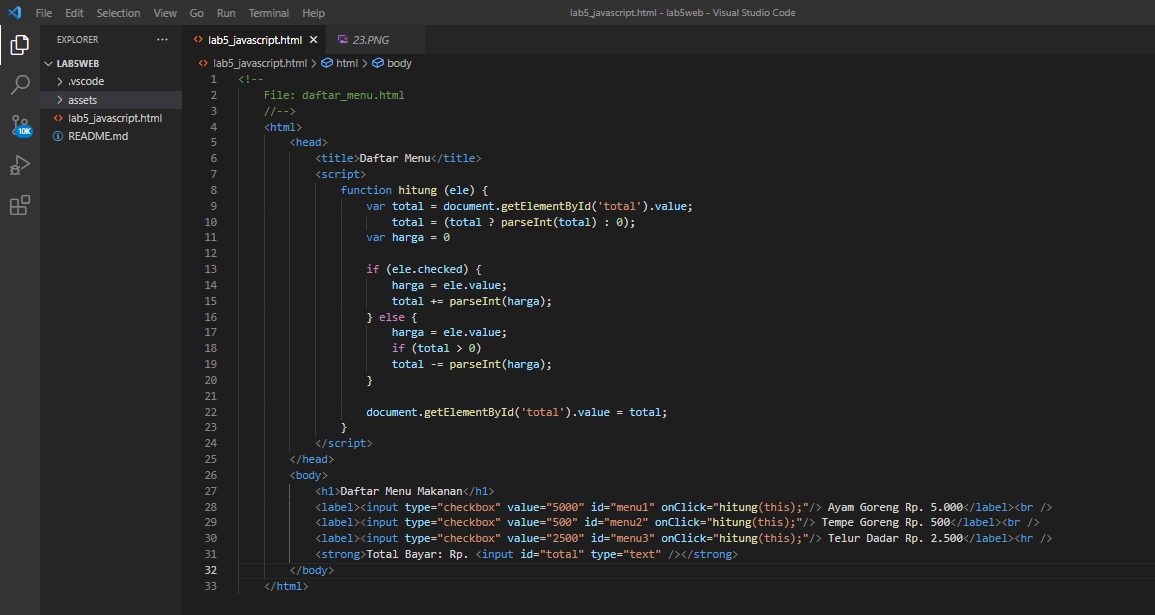 File Edit Selection View Go Run Terminal Help
lab5_javascript.html - lab5web - Visual Studio Code
EXPLORER ···
LAB5WEB
.vscode
assets
lab5_javascript.html
README.md
10K
lab5_javascript.html × 23.PNG
lab5_javascript.html > html > body
1 <!--
2 File: daftar_menu.html
3 //-->
4 <html>
5 <head>
6 <title>Daftar Menu</title>
7 <script>
8 function hitung (ele) {
9 var total = document.getElementById('total').value;
10 total = (total ? parseInt(total) : 0);
11 var harga = 0
12
13 if (ele.checked) {
14 harga = ele.value;
15 total += parseInt(harga);
16 } else {
17 harga = ele.value;
18 if (total > 0)
19 total -= parseInt(harga);
20 }
21
22 document.getElementById('total').value = total;
23 }
24 </script>
25 </head>
26 <body>
27 <h1>Daftar Menu Makanan</h1>
28 <label><input type="checkbox" value="5000" id="menu1" onClick="hitung(this);"/> Ayam Goreng Rp. 5.000</label><br />
29 <label><input type="checkbox" value="500" id="menu2" onClick="hitung(this);"/> Tempe Goreng Rp. 500</label><br />
30 <label><input type="checkbox" value="2500" id="menu3" onClick="hitung(this);"/> Telur Dadar Rp. 2.500</label><hr />
31 <strong>Total Bayar: Rp. <input id="total" type="text" /></strong>
32 </body>
33 </html>